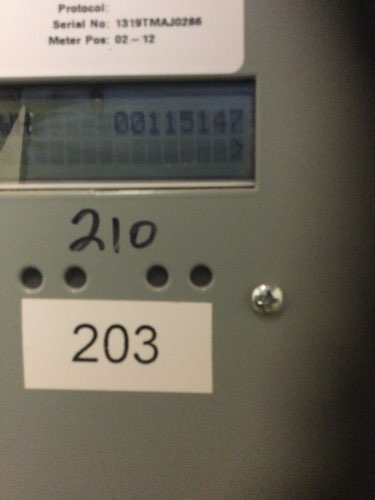 Protocol:
Serial No: 1319TMAJ0286
Meter Pos: 02-12
00115147
210
203